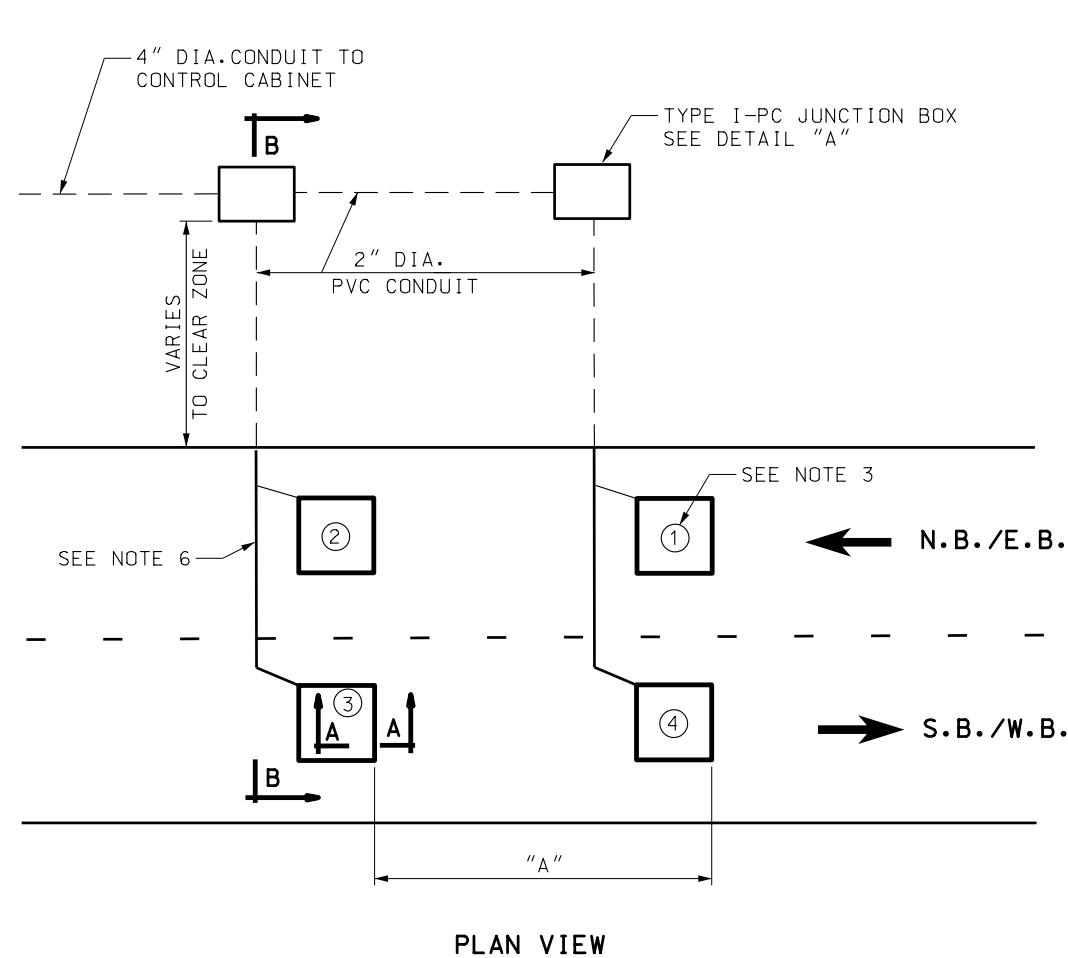 4" DIA.CONDUIT TO
CONTROL CABINET
B
TYPE I-PC JUNCTION BOX
SEE DETAIL "A"
2" DIA.
PVC CONDUIT
VARIES
TO CLEAR ZONE
SEE NOTE 3
2
1
N.B./E.B.
SEE NOTE 6
3
A
A
4
S.B./W.B.
B
"A"
PLAN VIEW